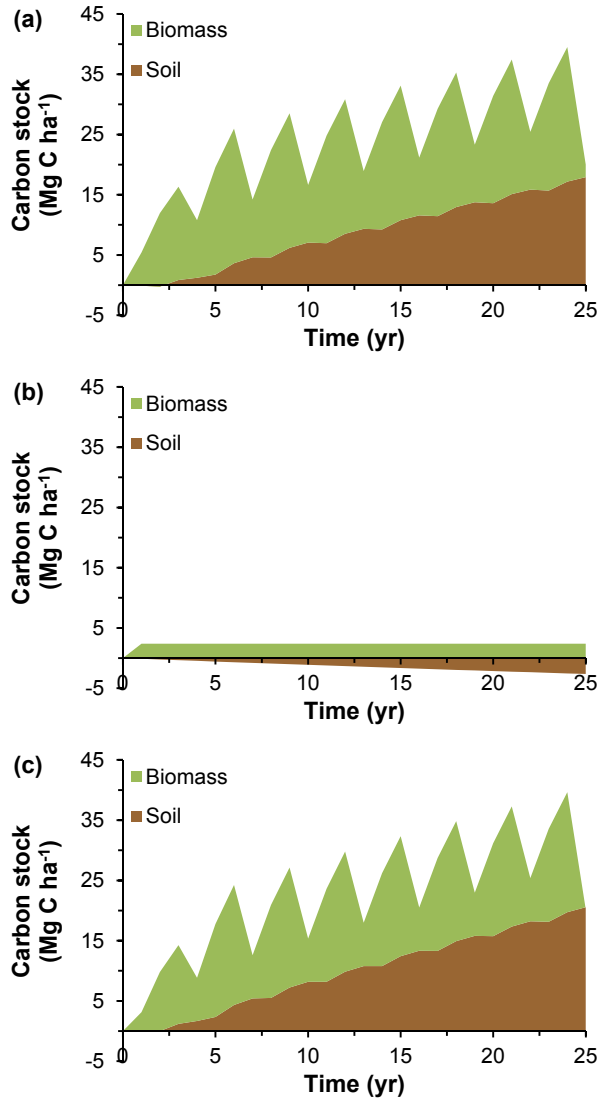 (a)
45
35
25
15
5
-5
Carbon stock
(Mg C ha⁻¹)
Biomass
Soil
0 5 10 15 20 25
Time (yr)
(b)
45
35
25
15
5
-5
Carbon stock
(Mg C ha⁻¹)
Biomass
Soil
0 5 10 15 20 25
Time (yr)
(c)
45
35
25
15
5
-5
Carbon stock
(Mg C ha⁻¹)
Biomass
Soil
0 5 10 15 20 25
Time (yr)